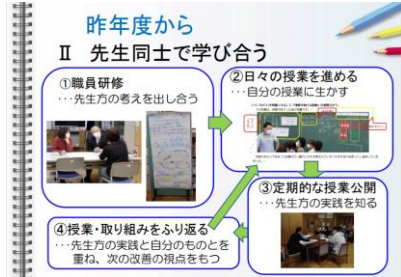 昨年度から
Ⅱ 先生同士で学び合う
①職員研修
･･･先生方の考えを出し合う
②日々の授業を進める
･･･自分の授業に生かす
③定期的な授業公開
･･･先生方の実践を知る
④授業・取り組みをふり返る
･･･先生方の実践と自分のものとを
重ね、次の改善の視点をもつ